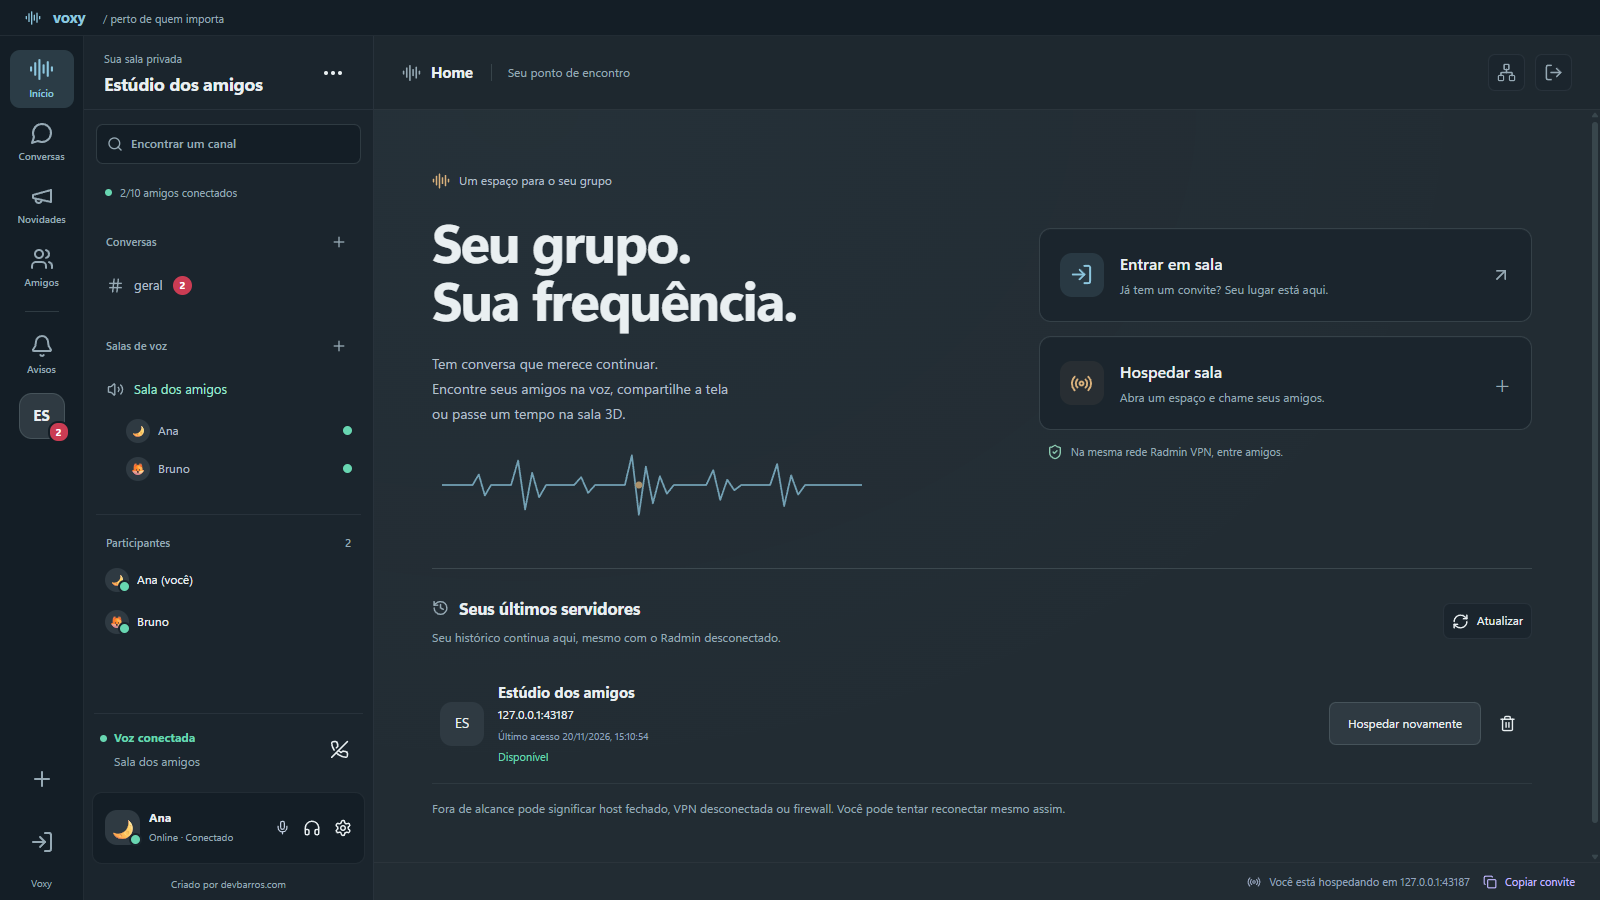 voxy / perto de quem importa
Início
Conversas
Novidades
Amigos
Avisos
ES
2
Voxy
Sua sala privada
Estúdio dos amigos
Encontrar um canal
2/10 amigos conectados
Conversas
# geral 2
Salas de voz
Sala dos amigos
Ana
Bruno
Participantes 2
Ana (você)
Bruno
Voz conectada
Sala dos amigos
Ana
Online · Conectado
Criado por devbarros.com
Home Seu ponto de encontro
Um espaço para o seu grupo
Seu grupo.
Sua frequência.
Tem conversa que merece continuar.
Encontre seus amigos na voz, compartilhe a tela
ou passe um tempo na sala 3D.
Entrar em sala
Já tem um convite? Seu lugar está aqui.
Hospedar sala
Abra um espaço e chame seus amigos.
Na mesma rede Radmin VPN, entre amigos.
Seus últimos servidores
Seu histórico continua aqui, mesmo com o Radmin desconectado.
Atualizar
ES
Estúdio dos amigos
127.0.0.1:43187
Último acesso 20/11/2026, 15:10:54
Disponível
Hospedar novamente
Fora de alcance pode significar host fechado, VPN desconectada ou firewall. Você pode tentar reconectar mesmo assim.
Você está hospedando em 127.0.0.1:43187 Copiar convite